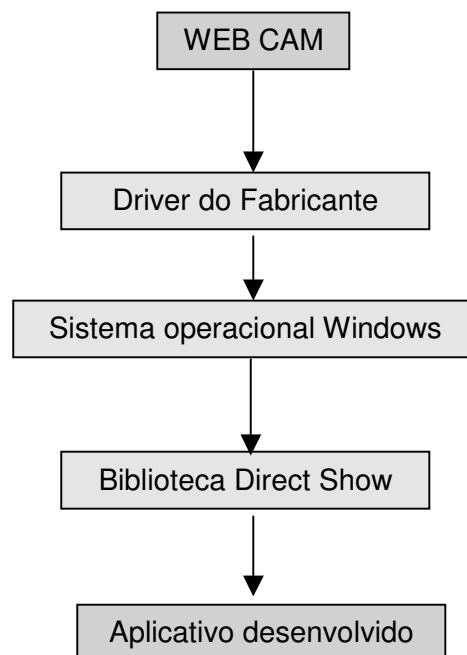 WEB CAM
Driver do Fabricante
Sistema operacional Windows
Biblioteca Direct Show
Aplicativo desenvolvido